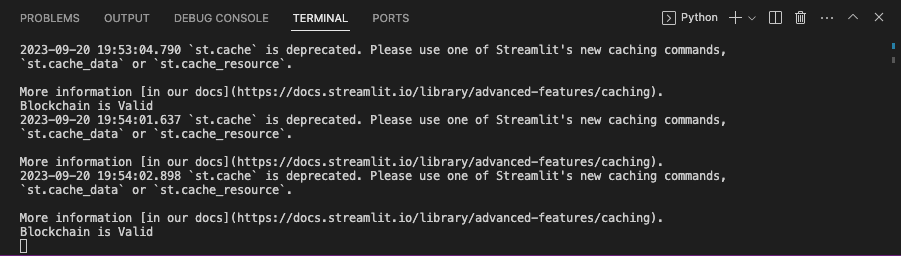 PROBLEMS OUTPUT DEBUG CONSOLE TERMINAL PORTS Python
2023-09-20 19:53:04.790 `st.cache` is deprecated. Please use one of Streamlit's new caching commands,
`st.cache_data` or `st.cache_resource`.
More information [in our docs](https://docs.streamlit.io/library/advanced-features/caching).
Blockchain is Valid
2023-09-20 19:54:01.637 `st.cache` is deprecated. Please use one of Streamlit's new caching commands,
`st.cache_data` or `st.cache_resource`.
More information [in our docs](https://docs.streamlit.io/library/advanced-features/caching).
2023-09-20 19:54:02.898 `st.cache` is deprecated. Please use one of Streamlit's new caching commands,
`st.cache_data` or `st.cache_resource`.
More information [in our docs](https://docs.streamlit.io/library/advanced-features/caching).
Blockchain is Valid